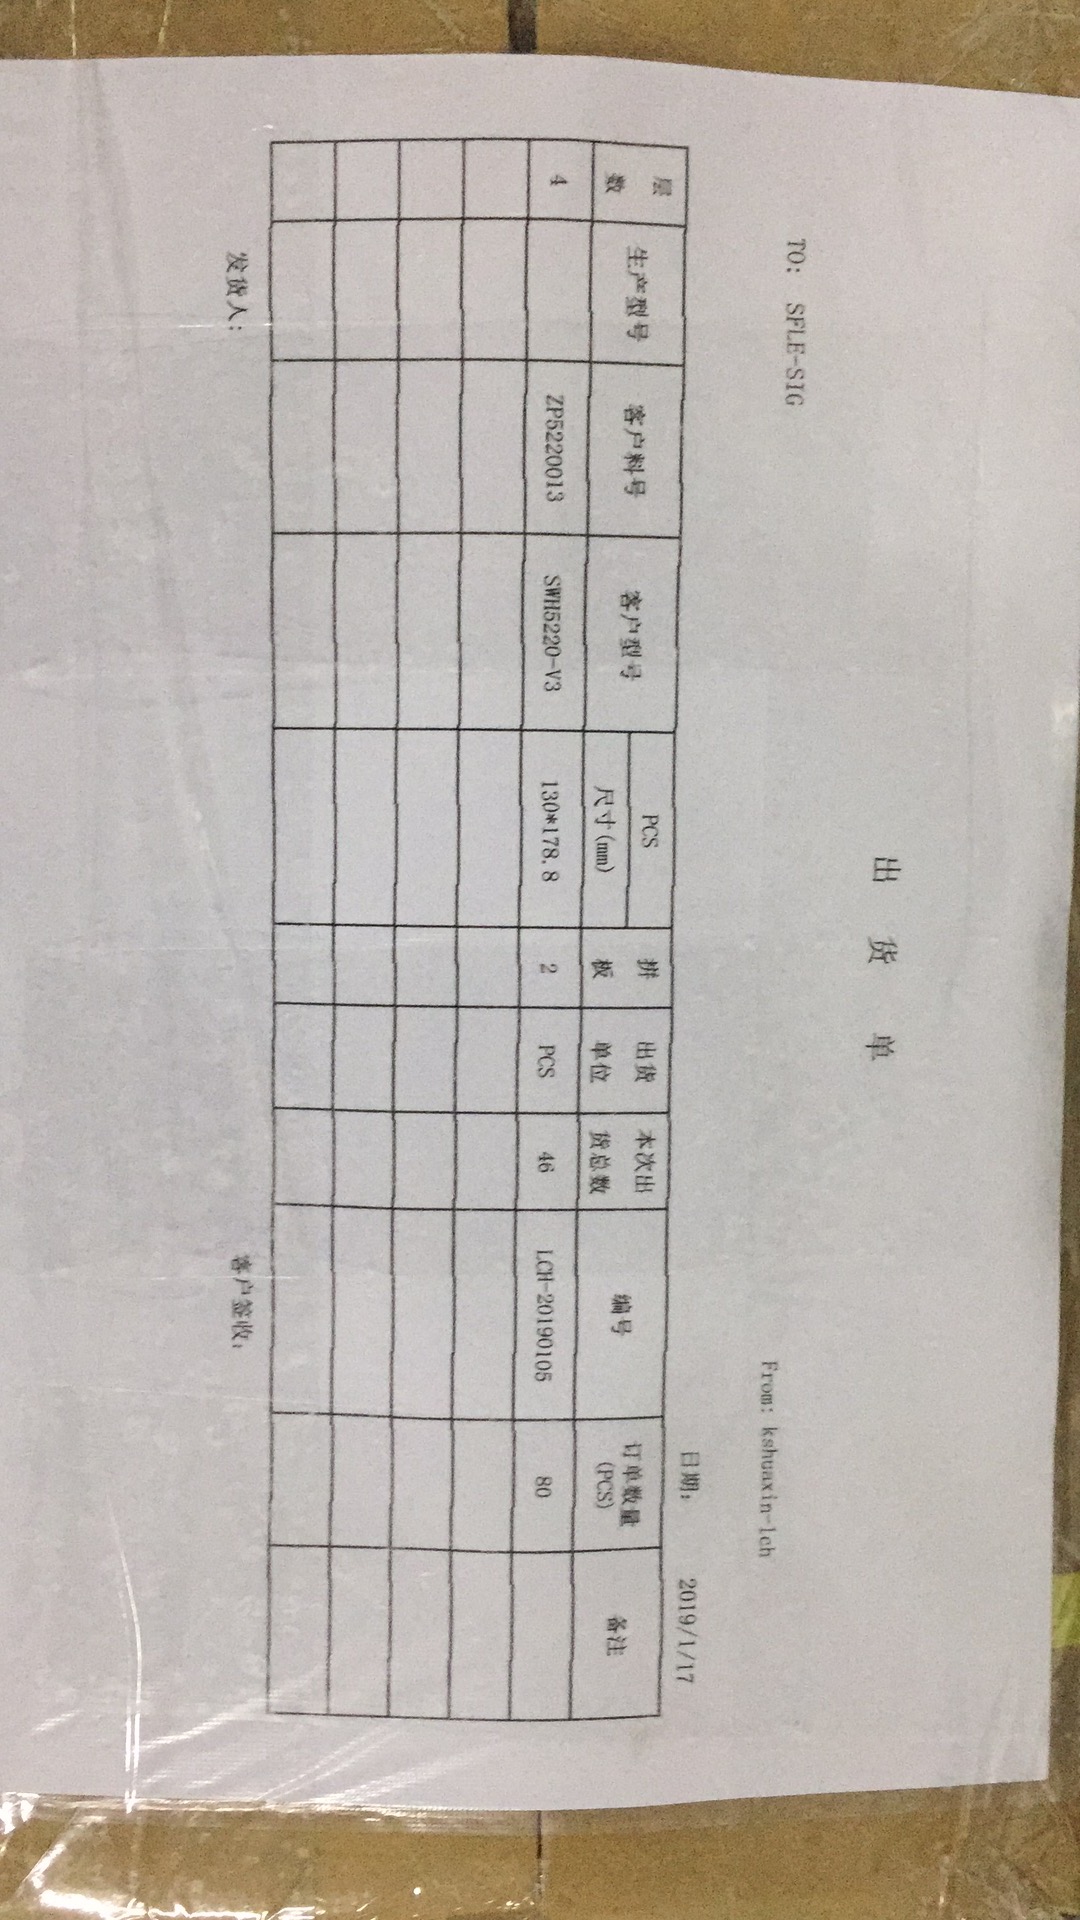 出 货 单
TO: SFLE-SIG
From: kshuaxin-lch
日期: 2019/1/17
层数 生产型号 客户料号 客户型号 PCS 尺寸(mm) 拼板 出货单位 本次出货总数 编号 订单数量(PCS) 备注
4 ZP5220013 SWH5220-V3 130*178.8 2 PCS 46 LCH-20190105 80
发货人: 客户签收: